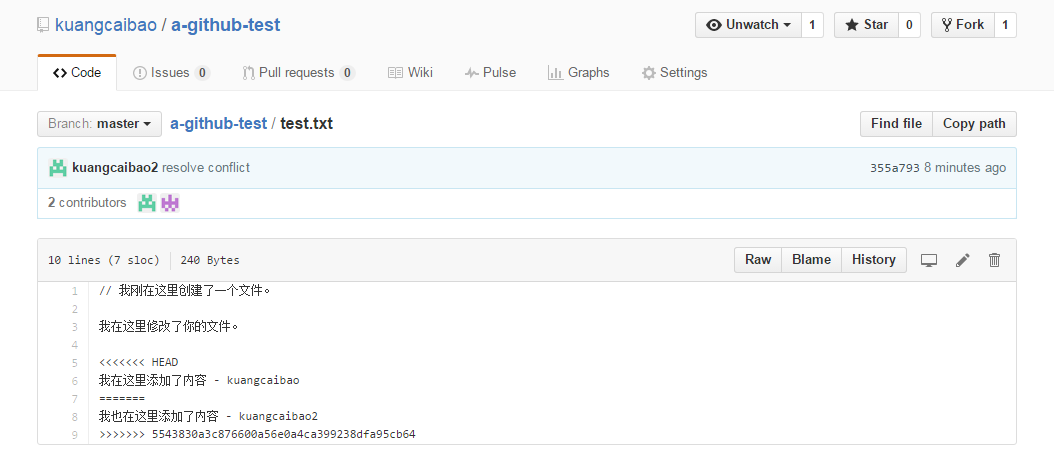 kuangcaibao / a-github-test
Unwatch 1 Star 0 Fork 1
Code Issues 0 Pull requests 0 Wiki Pulse Graphs Settings
Branch: master a-github-test / test.txt Find file Copy path
kuangcaibao2 resolve conflict 355a793 8 minutes ago
2 contributors
10 lines (7 sloc) 240 Bytes Raw Blame History
1 // 我刚在这里创建了一个文件。
2
3 我在这里修改了你的文件。
4
5 <<<<<<< HEAD
6 我在这里添加了内容 - kuangcaibao
7 =======
8 我也在这里添加了内容 - kuangcaibao2
9 >>>>>>> 5543830a3c876600a56e0a4ca399238dfa95cb64